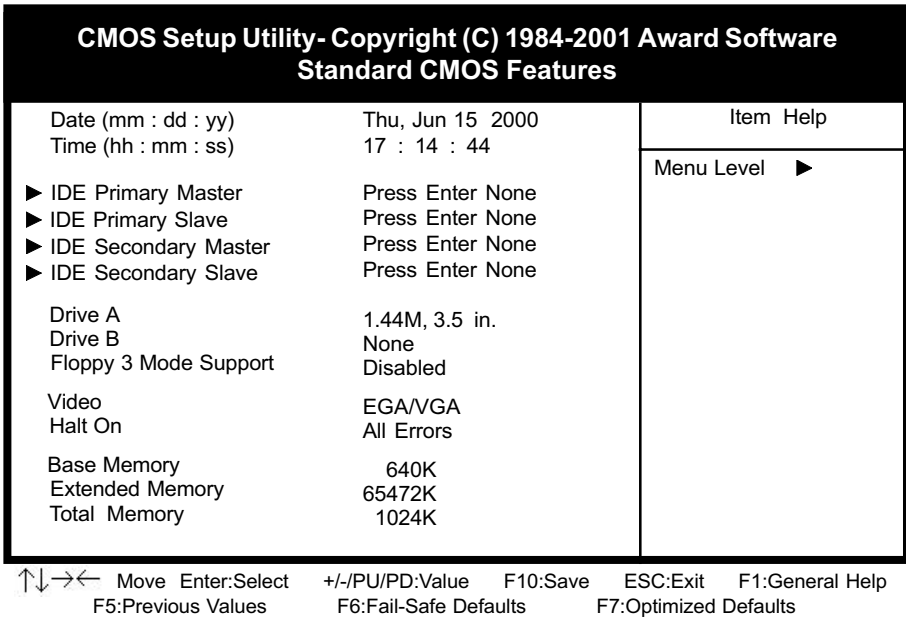 CMOS Setup Utility- Copyright (C) 1984-2001 Award Software
Standard CMOS Features
Date (mm : dd : yy) Thu, Jun 15 2000
Time (hh : mm : ss) 17 : 14 : 44
▶ IDE Primary Master Press Enter None
▶ IDE Primary Slave Press Enter None
▶ IDE Secondary Master Press Enter None
▶ IDE Secondary Slave Press Enter None
Drive A 1.44M, 3.5 in.
Drive B None
Floppy 3 Mode Support Disabled
Video EGA/VGA
Halt On All Errors
Base Memory 640K
Extended Memory 65472K
Total Memory 1024K
Item Help
Menu Level ▶
↑↓→← Move Enter:Select +/-/PU/PD:Value F10:Save ESC:Exit F1:General Help
F5:Previous Values F6:Fail-Safe Defaults F7:Optimized Defaults